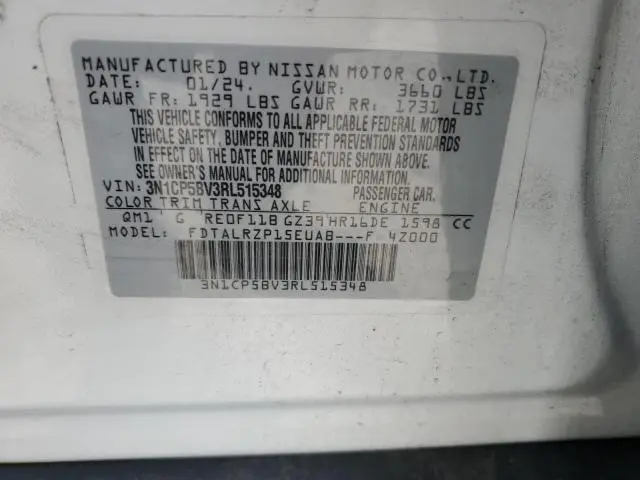 MANUFACTURED BY NISSAN MOTOR CO.,LTD.
DATE: 01/24. GVWR: 3660 LBS
GAWR FR: 1929 LBS GAWR RR: 1731 LBS
THIS VEHICLE CONFORMS TO ALL APPLICABLE FEDERAL MOTOR
VEHICLE SAFETY, BUMPER AND THEFT PREVENTION STANDARDS
IN EFFECT ON THE DATE OF MANUFACTURE SHOWN ABOVE.
SEE OWNER'S MANUAL FOR ADDITIONAL INFORMATION.
VIN: 3N1CP5BV3RL515348 PASSENGER CAR.
COLOR TRIM TRANS AXLE ENGINE
QM1 G RE0F11B GZ39 HR16DE 1598 CC
MODEL: FDTALRZP15EUAB---F 4Z000
3N1CP5BV3RL515348